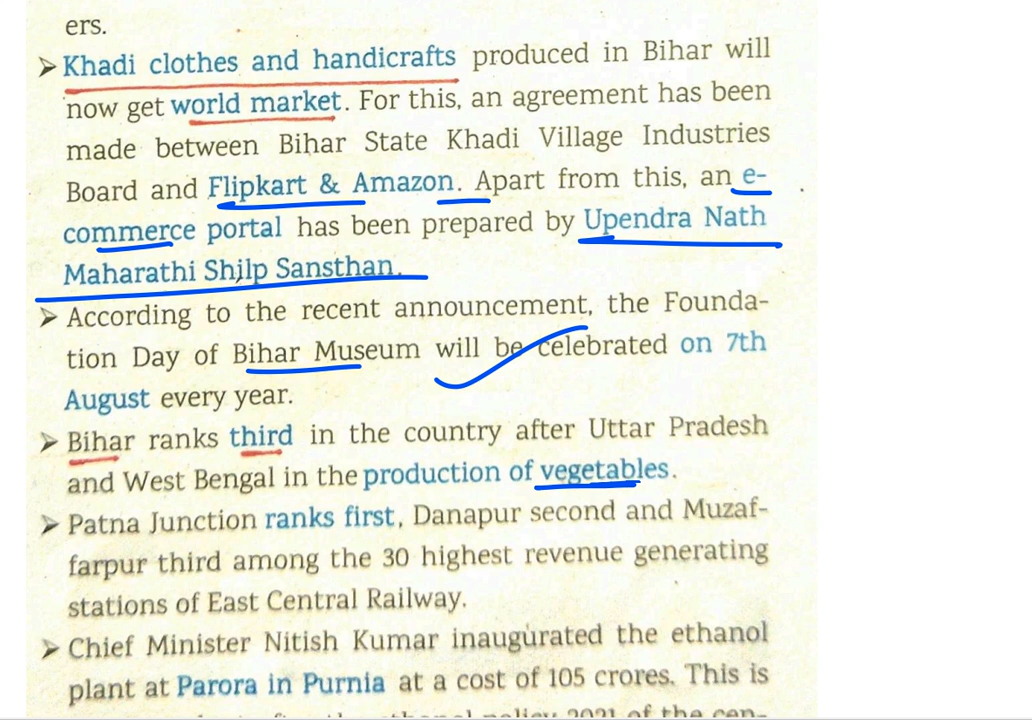 ers.
➤ Khadi clothes and handicrafts produced in Bihar will
now get world market. For this, an agreement has been
made between Bihar State Khadi Village Industries
Board and Flipkart & Amazon. Apart from this, an e-
commerce portal has been prepared by Upendra Nath
Maharathi Shilp Sansthan.
➤ According to the recent announcement, the Founda-
tion Day of Bihar Museum will be celebrated on 7th
August every year.
➤ Bihar ranks third in the country after Uttar Pradesh
and West Bengal in the production of vegetables.
➤ Patna Junction ranks first, Danapur second and Muzaf-
farpur third among the 30 highest revenue generating
stations of East Central Railway.
➤ Chief Minister Nitish Kumar inaugurated the ethanol
plant at Parora in Purnia at a cost of 105 crores. This is
policy 2021 of the cen-